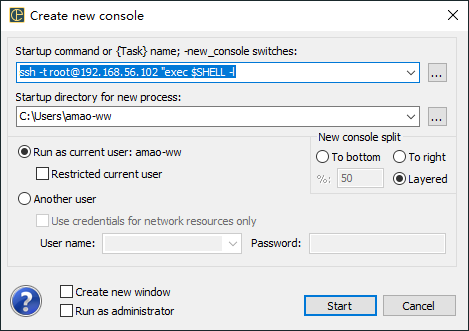 Create new console
Startup command or {Task} name; -new_console switches:
ssh -t root@192.168.56.102 "exec $SHELL -l
...
Startup directory for new process:
C:\Users\amao-ww
...
Run as current user: amao-ww
Restricted current user
Another user
Use credentials for network resources only
User name:
Password:
New console split
To bottom
To right
%:
50
Layered
?
Create new window
Run as administrator
Start
Cancel